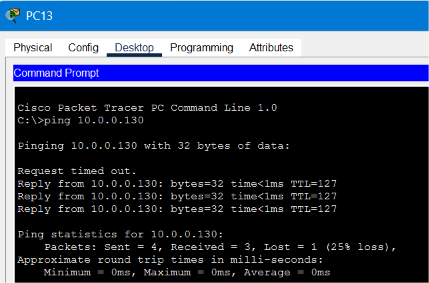 PC13
Physical Config Desktop Programming Attributes
Command Prompt
Cisco Packet Tracer PC Command Line 1.0
C:\>ping 10.0.0.130
Pinging 10.0.0.130 with 32 bytes of data:
Request timed out.
Reply from 10.0.0.130: bytes=32 time<1ms TTL=127
Reply from 10.0.0.130: bytes=32 time<1ms TTL=127
Reply from 10.0.0.130: bytes=32 time<1ms TTL=127
Ping statistics for 10.0.0.130:
Packets: Sent = 4, Received = 3, Lost = 1 (25% loss),
Approximate round trip times in milli-seconds:
Minimum = 0ms, Maximum = 0ms, Average = 0ms